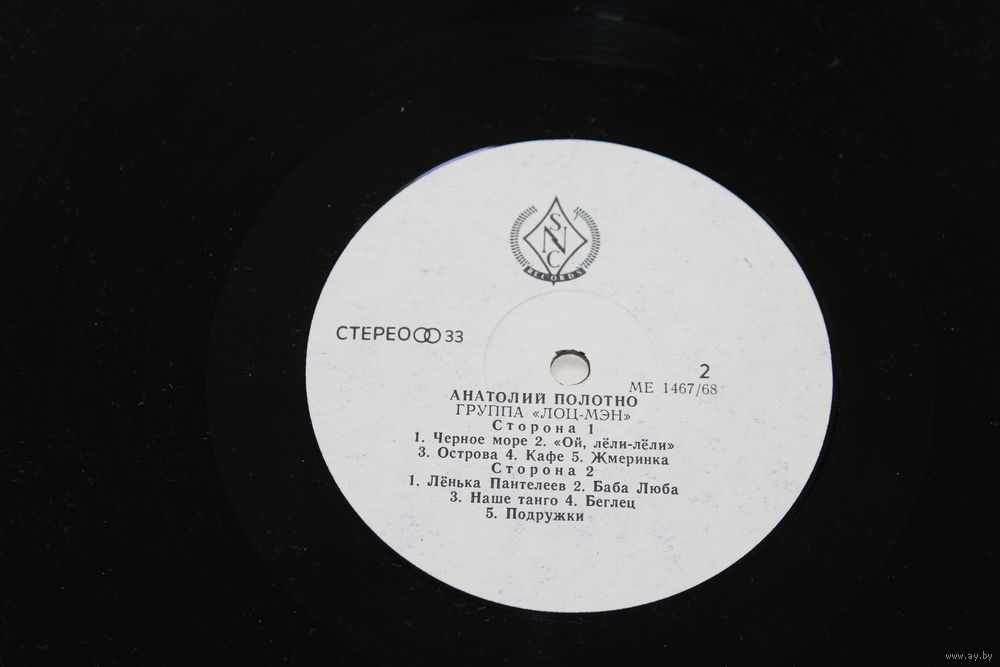 SNC
RECORDS
СТЕРЕО 33
2
МЕ 1467/68
АНАТОЛИЙ ПОЛОТНО
ГРУППА «ЛОЦ-МЭН»
Сторона 1
1. Черное море 2. «Ой, лёли-лёли»
3. Острова 4. Кафе 5. Жмеринка
Сторона 2
1. Лёнька Пантелеев 2. Баба Люба
3. Наше танго 4. Беглец
5. Подружки
www.ay.by